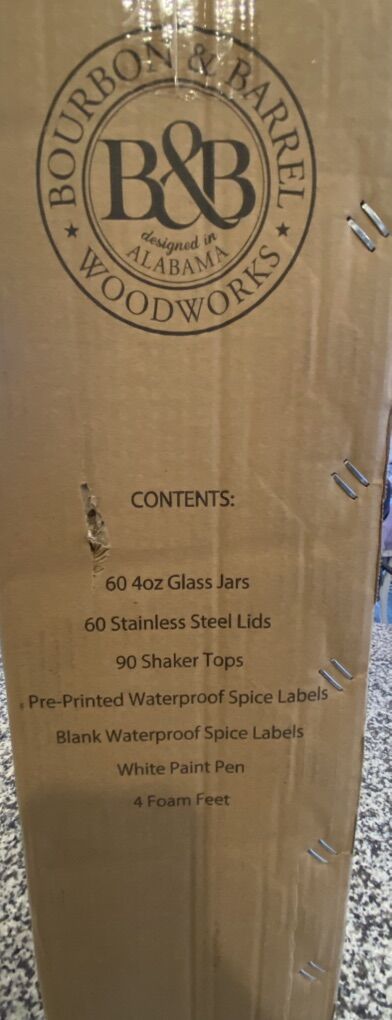 BOURBON & BARREL
B&B
designed in
ALABAMA
WOODWORKS
CONTENTS:
60 4oz Glass Jars
60 Stainless Steel Lids
90 Shaker Tops
Pre-Printed Waterproof Spice Labels
Blank Waterproof Spice Labels
White Paint Pen
4 Foam Feet